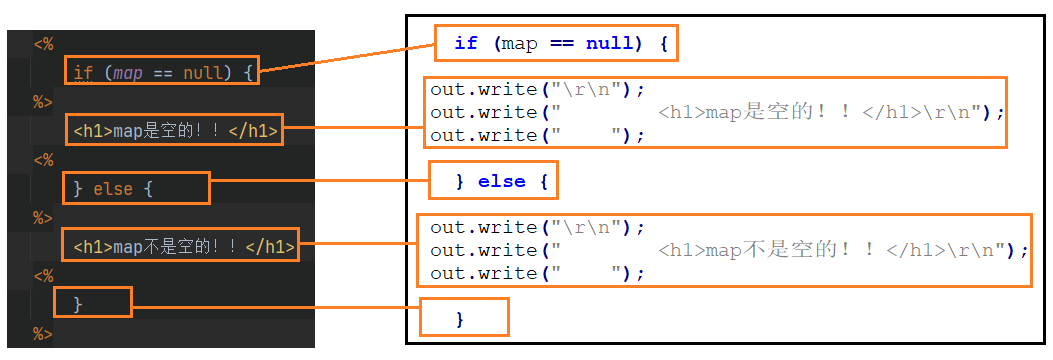 <%
if (map == null) {
%>
<h1>map是空的！！</h1>
<%
} else {
%>
<h1>map不是空的！！</h1>
<%
}
%>
if (map == null) {
out.write("\r\n");
out.write("        <h1>map是空的！！</h1>\r\n");
out.write("    ");
} else {
out.write("\r\n");
out.write("        <h1>map不是空的！！</h1>\r\n");
out.write("    ");
}